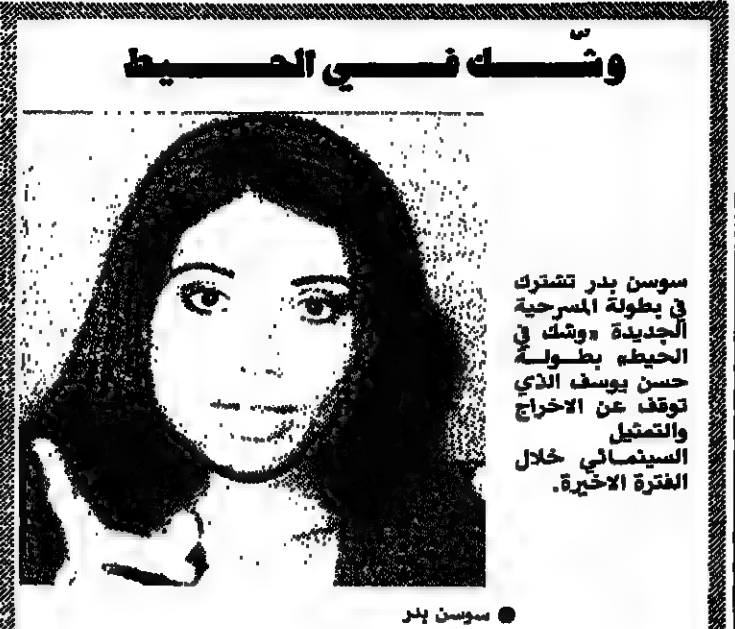 وشّك في الحيط
سوسن بدر تشترك
في بطولة المسرحية
الجديدة «وشك في
الحيط» بطولة
حسن يوسف الذي
توقف عن الاخراج
والتمثيل
السينمائي خلال
الفترة الاخيرة.
● سوسن بدر